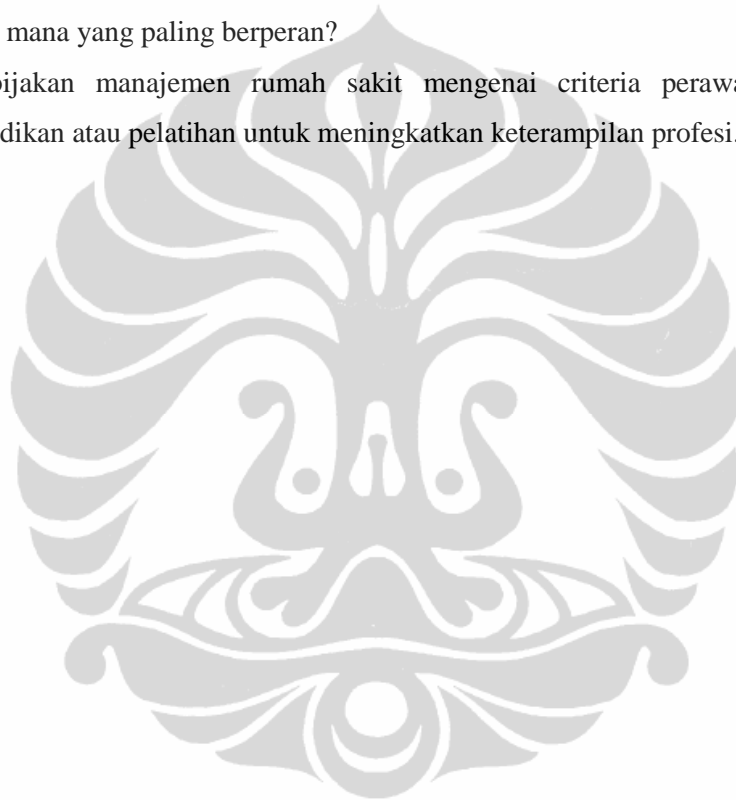 mana yang paling berperan?
bijakan manajemen rumah sakit mengenai criteria perawa
dikan atau pelatihan untuk meningkatkan keterampilan profesi.